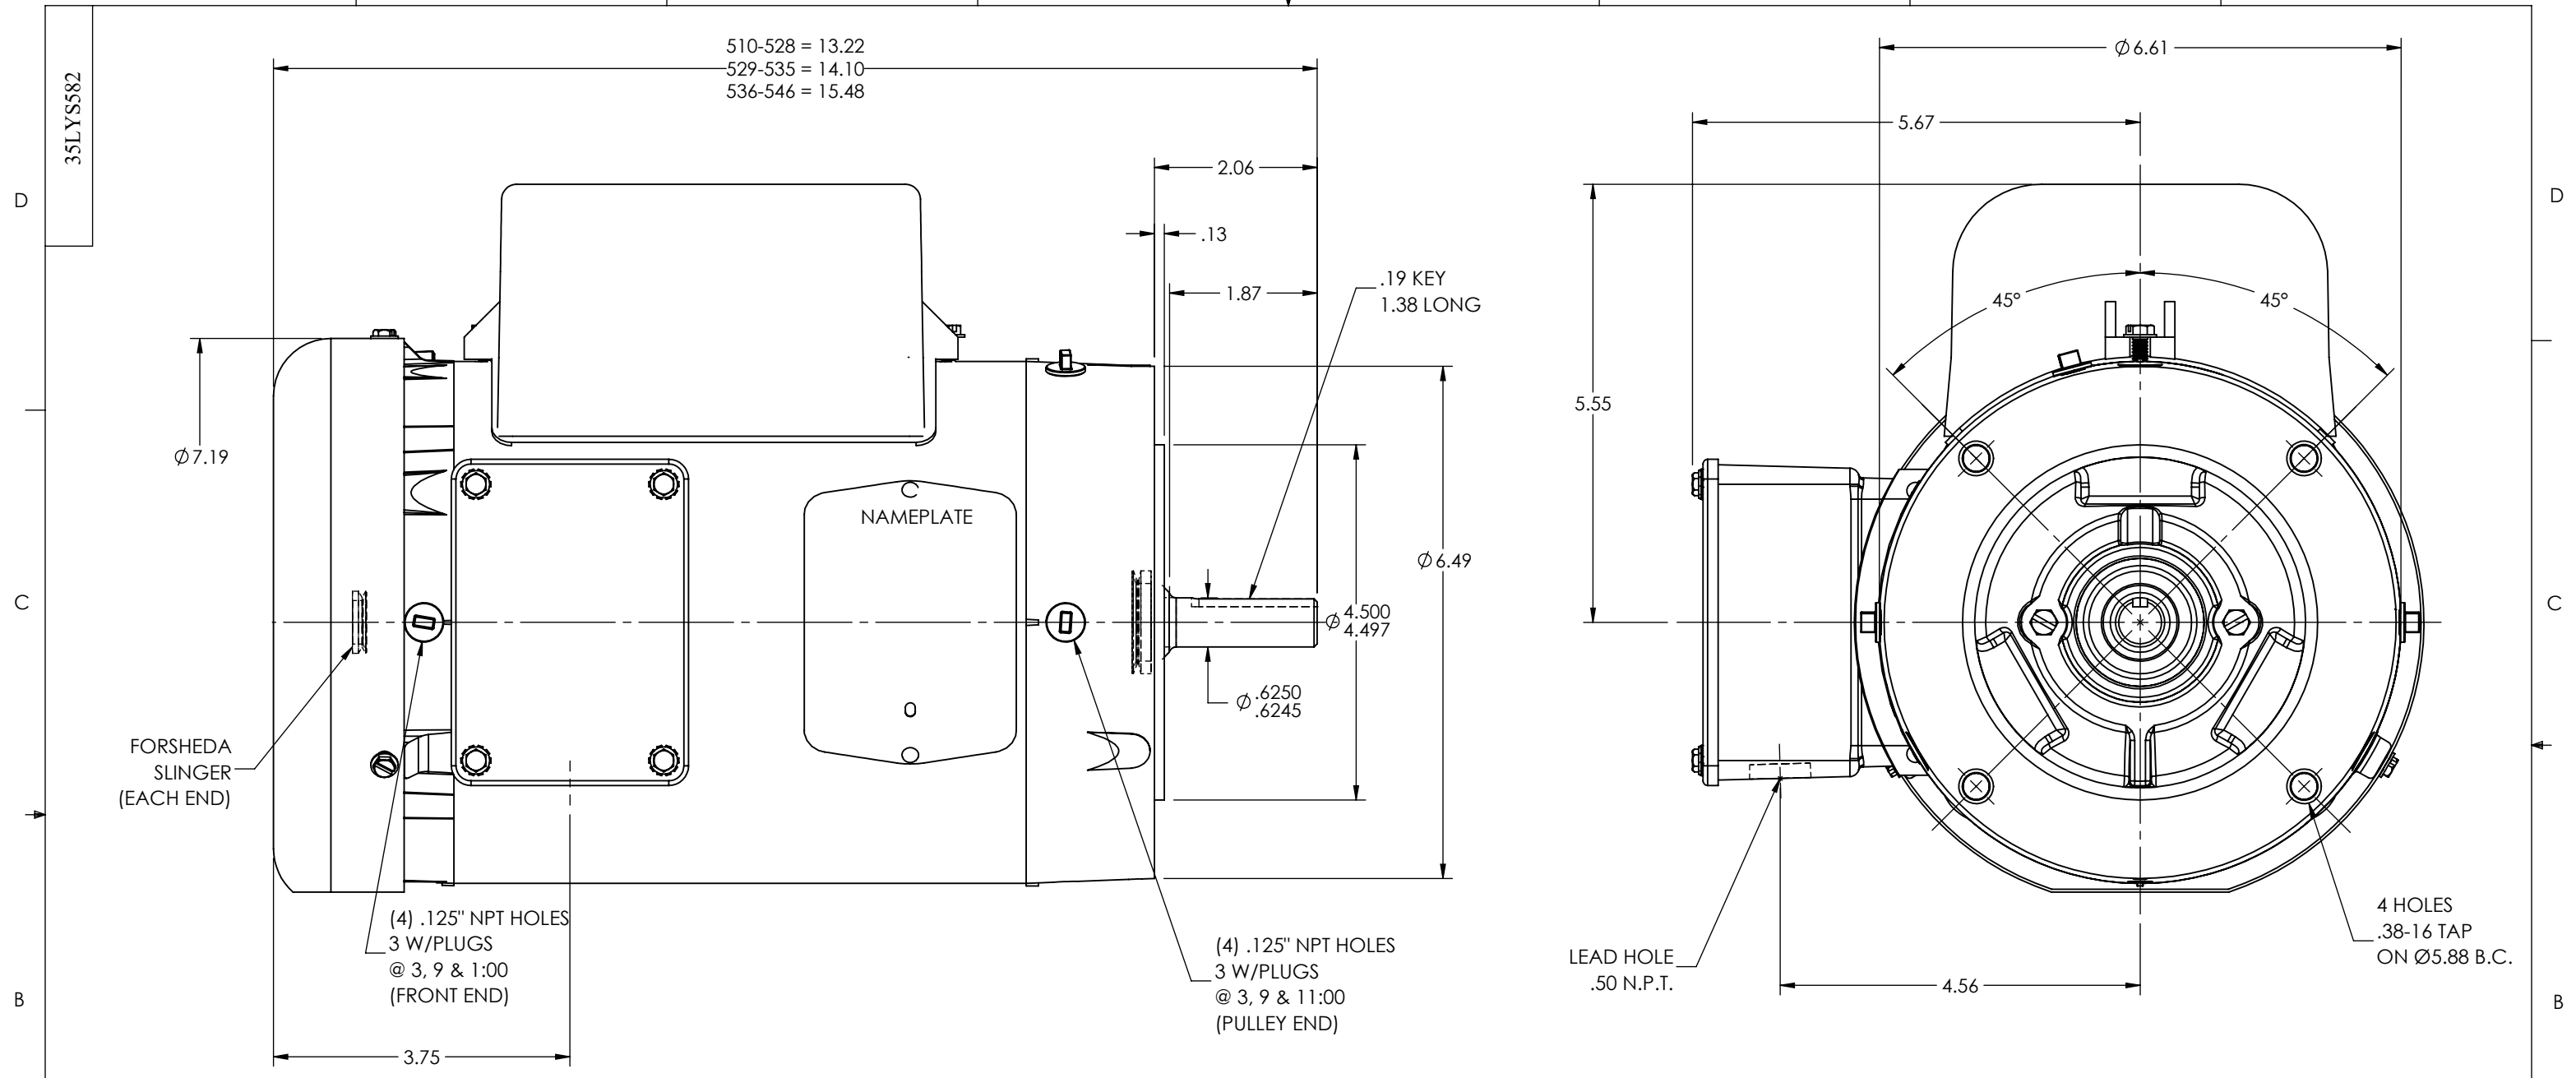 35LYS582
510-528 = 13.22
529-535 = 14.10
536-546 = 15.48
2.06
.13
1.87
.19 KEY
1.38 LONG
Ø7.19
NAMEPLATE
Ø6.49
Ø 4.500
4.497
Ø .6250
.6245
FORSHEDA
SLINGER
(EACH END)
(4) .125" NPT HOLES
3 W/PLUGS
@ 3, 9 & 1:00
(FRONT END)
(4) .125" NPT HOLES
3 W/PLUGS
@ 3, 9 & 11:00
(PULLEY END)
3.75
Ø6.61
5.67
5.55
45°
45°
LEAD HOLE
.50 N.P.T.
4.56
4 HOLES
.38-16 TAP
ON Ø5.88 B.C.
D
C
B
D
C
B